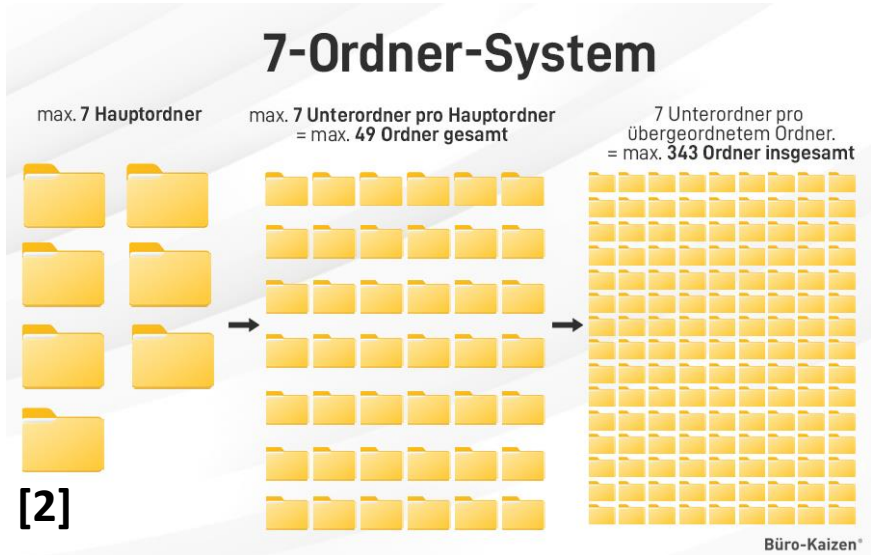 7-Ordner-System
max. 7 Hauptordner
max. 7 Unterordner pro Hauptordner
= max. 49 Ordner gesamt
7 Unterordner pro
übergeordnetem Ordner.
= max. 343 Ordner insgesamt
[2]
Büro-Kaizen®